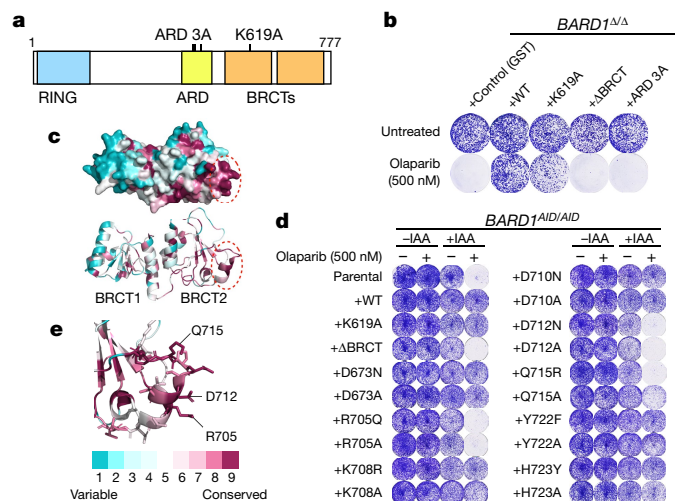 a
ARD 3A K619A
1 777
RING ARD BRCTs
b
BARD1Δ/Δ
+Control (GST)
+WT
+K619A
+ΔBRCT
+ARD 3A
Untreated
Olaparib
(500 nM)
c
BRCT1 BRCT2
d
BARD1AID/AID
–IAA +IAA –IAA +IAA
Olaparib (500 nM) – + – + – + – +
Parental +D710N
+WT +D710A
+K619A +D712N
+ΔBRCT +D712A
+D673N +Q715R
+D673A +Q715A
+R705Q +Y722F
+R705A +Y722A
+K708R +H723Y
+K708A +H723A
e
Q715
D712
R705
1 2 3 4 5 6 7 8 9
Variable Conserved